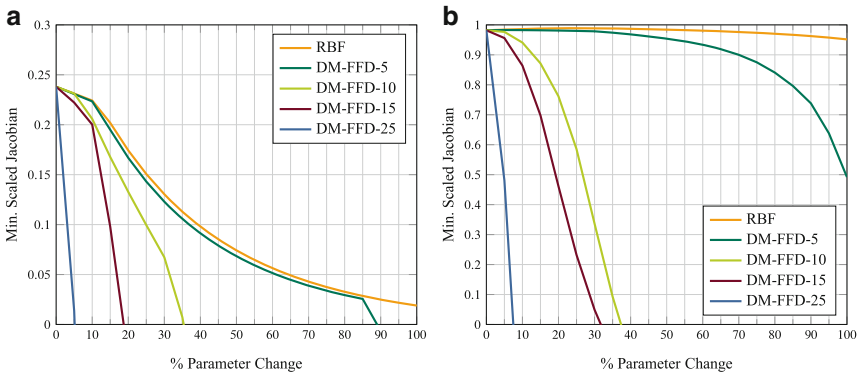 a
0.3
0.25
0.2
0.15
0.1
0.05
0
Min. Scaled Jacobian
RBF
DM-FFD-5
DM-FFD-10
DM-FFD-15
DM-FFD-25
0 10 20 30 40 50 60 70 80 90 100
% Parameter Change
b
1
0.9
0.8
0.7
0.6
0.5
0.4
0.3
0.2
0.1
0
Min. Scaled Jacobian
RBF
DM-FFD-5
DM-FFD-10
DM-FFD-15
DM-FFD-25
0 10 20 30 40 50 60 70 80 90 100
% Parameter Change